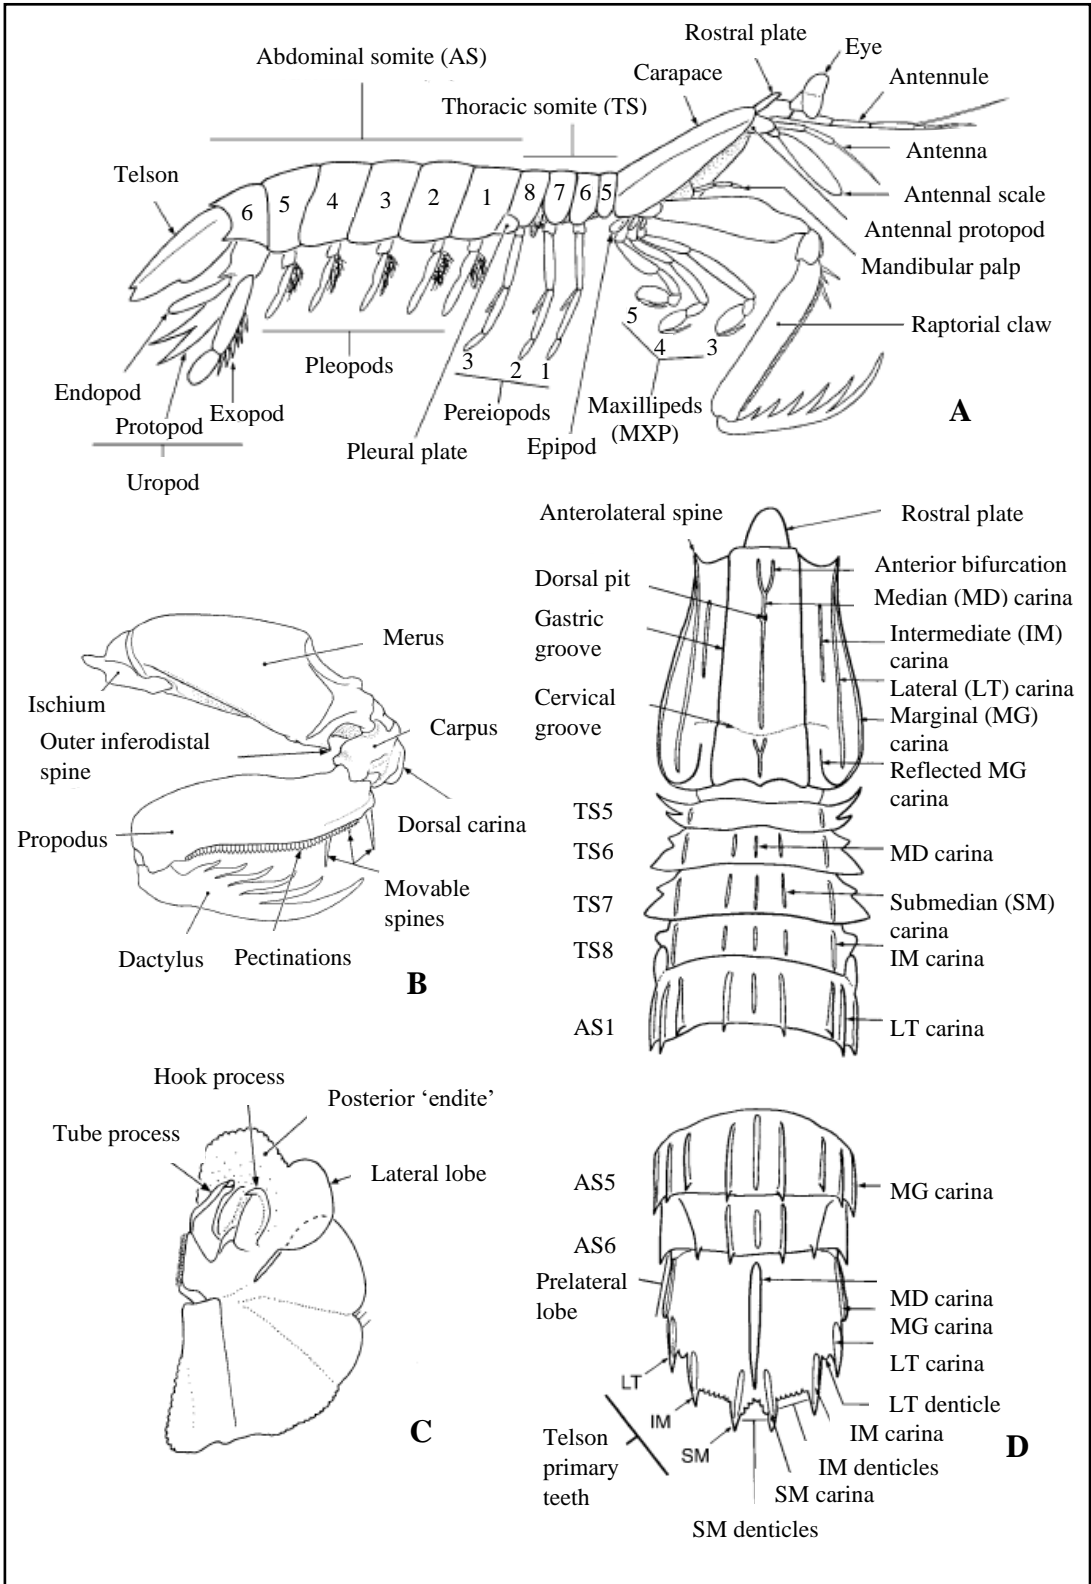 Rostral plate
Eye
Abdominal somite (AS)
Carapace
Antennule
Thoracic somite (TS)
Antenna
Telson
Antennal scale
6 5 4 3 2 1 8 7 6 5
Antennal protopod
Mandibular palp
Raptorial claw
5
4
3
3
2
1
Pleopods
Endopod
Protopod
Exopod
Pereiopods
Maxillipeds
(MXP)
A
Pleural plate
Epipod
Uropod
Merus
Ischium
Outer inferodistal
spine
Carpus
Propodus
Dorsal carina
Movable
spines
Dactylus
Pectinations
B
Hook process
Posterior ‘endite’
Tube process
Lateral lobe
C
Anterolateral spine
Rostral plate
Dorsal pit
Anterior bifurcation
Median (MD) carina
Gastric
groove
Intermediate (IM)
carina
Lateral (LT) carina
Cervical
groove
Marginal (MG)
carina
Reflected MG
carina
TS5
TS6
MD carina
TS7
Submedian (SM)
carina
TS8
IM carina
AS1
LT carina
AS5
MG carina
AS6
Prelateral
lobe
MD carina
MG carina
LT carina
LT
LT denticle
IM
IM carina
SM
Telson
primary
teeth
IM denticles
SM carina
SM denticles
D